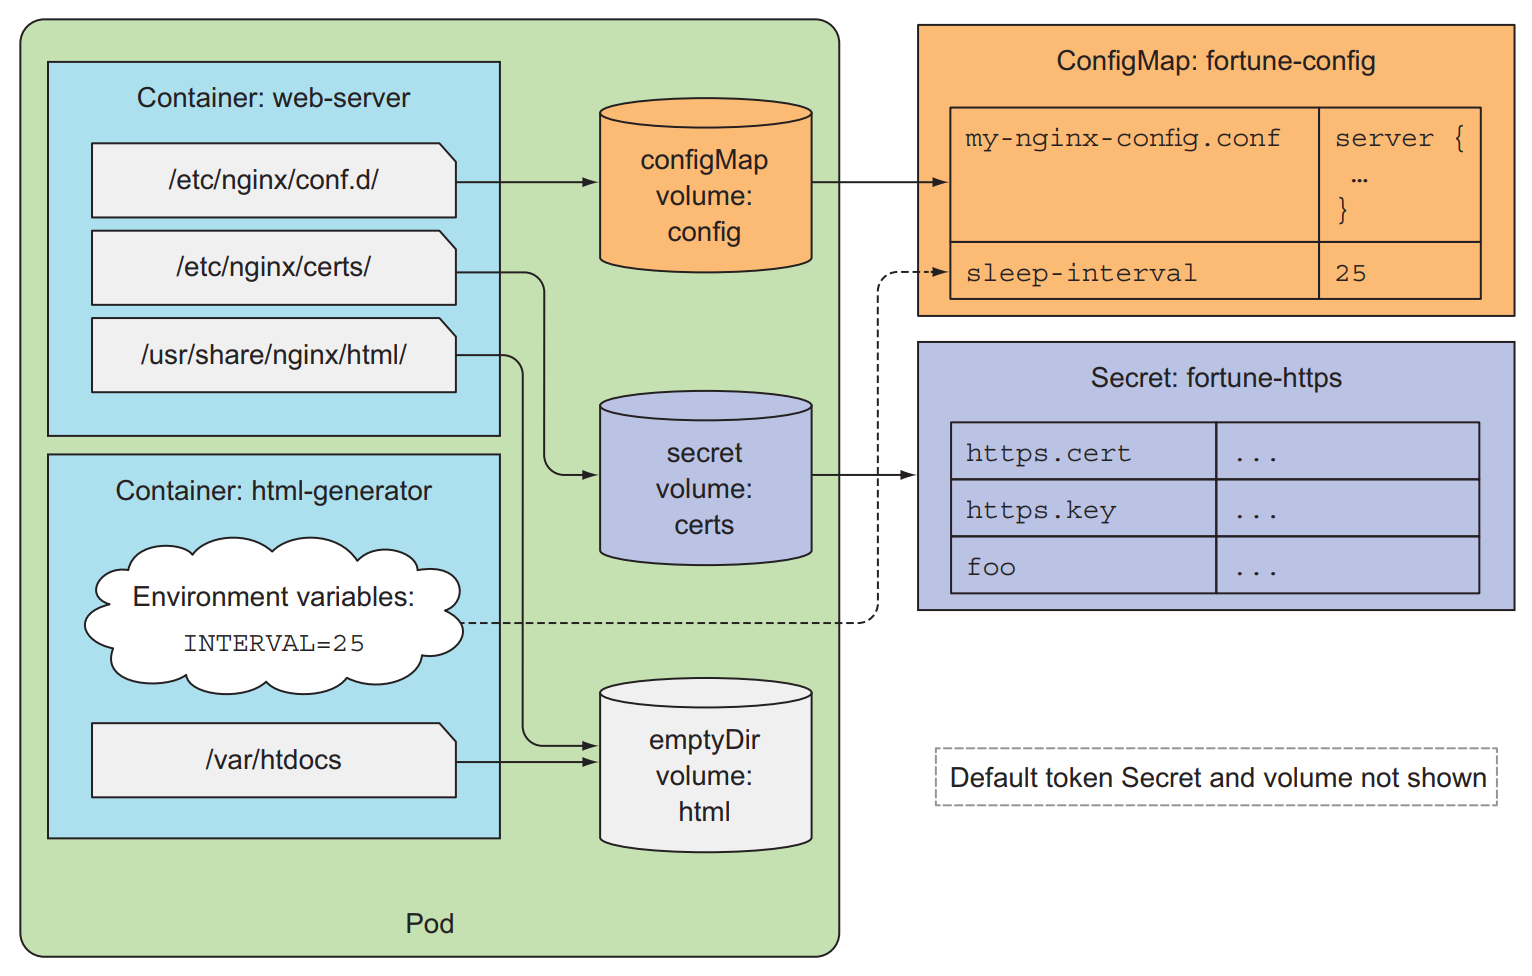 Container: web-server
/etc/nginx/conf.d/
/etc/nginx/certs/
/usr/share/nginx/html/
Container: html-generator
Environment variables:
INTERVAL=25
/var/htdocs
configMap
volume:
config
secret
volume:
certs
emptyDir
volume:
html
Pod
ConfigMap: fortune-config
my-nginx-config.conf
server {
…
}
sleep-interval
25
Secret: fortune-https
https.cert
...
https.key
...
foo
...
Default token Secret and volume not shown